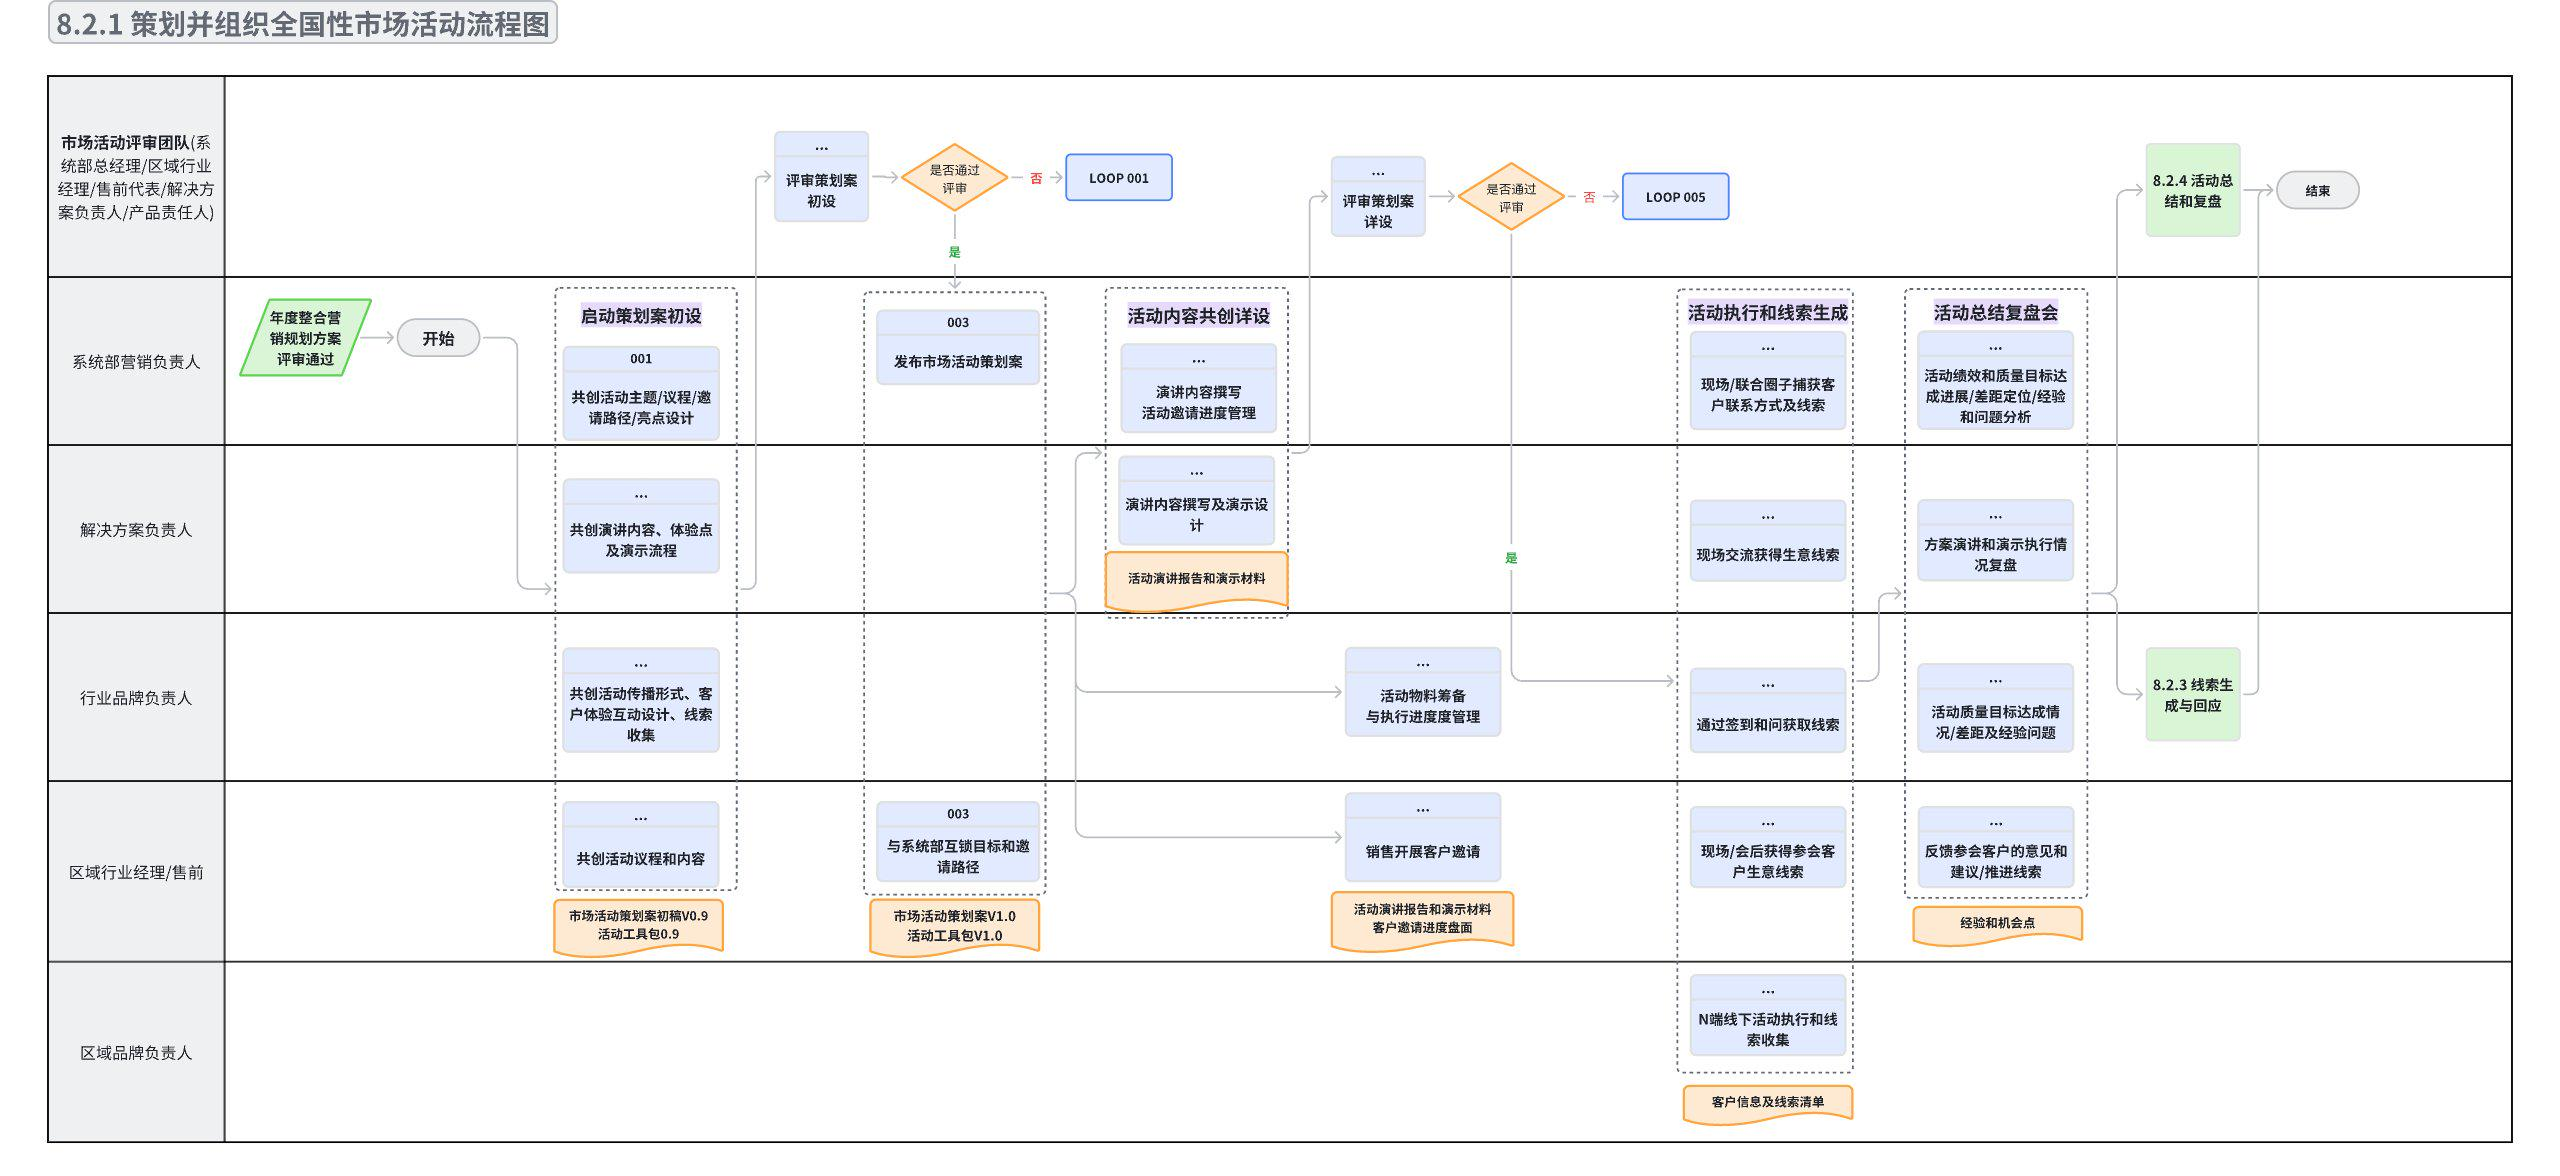 8.2.1 策划并组织全国性市场活动流程图
市场活动评审团队(系
统部总经理/区域行业
经理/售前代表/解决方
案负责人/产品责任人)
...
评审策划案
初设
是否通过
评审
否
LOOP 001
是
...
评审策划案
详设
是否通过
评审
否
LOOP 005
8.2.4 活动总
结和复盘
结束
系统部营销负责人
年度整合营
销规划方案
评审通过
开始
启动策划案初设
001
共创活动主题/议程/邀
请路径/亮点设计
003
发布市场活动策划案
活动内容共创详设
...
演讲内容撰写
活动邀请进度管理
活动执行和线索生成
...
现场/联合圈子捕获客
户联系方式及线索
活动总结复盘会
...
活动绩效和质量目标达
成进展/差距定位/经验
和问题分析
解决方案负责人
...
共创演讲内容、体验点
及演示流程
...
演讲内容撰写及演示设
计
活动演讲报告和演示材料
是
...
现场交流获得生意线索
...
方案演讲和演示执行情
况复盘
行业品牌负责人
...
共创活动传播形式、客
户体验互动设计、线索
收集
...
活动物料筹备
与执行进度度管理
...
通过签到和问获取线索
...
活动质量目标达成情
况/差距及经验问题
8.2.3 线索生
成与回应
区域行业经理/售前
...
共创活动议程和内容
市场活动策划案初稿V0.9
活动工具包0.9
003
与系统部互锁目标和邀
请路径
市场活动策划案V1.0
活动工具包V1.0
...
销售开展客户邀请
活动演讲报告和演示材料
客户邀请进度盘面
...
现场/会后获得参会客
户生意线索
...
反馈参会客户的意见和
建议/推进线索
经验和机会点
区域品牌负责人
...
N端线下活动执行和线
索收集
客户信息及线索清单